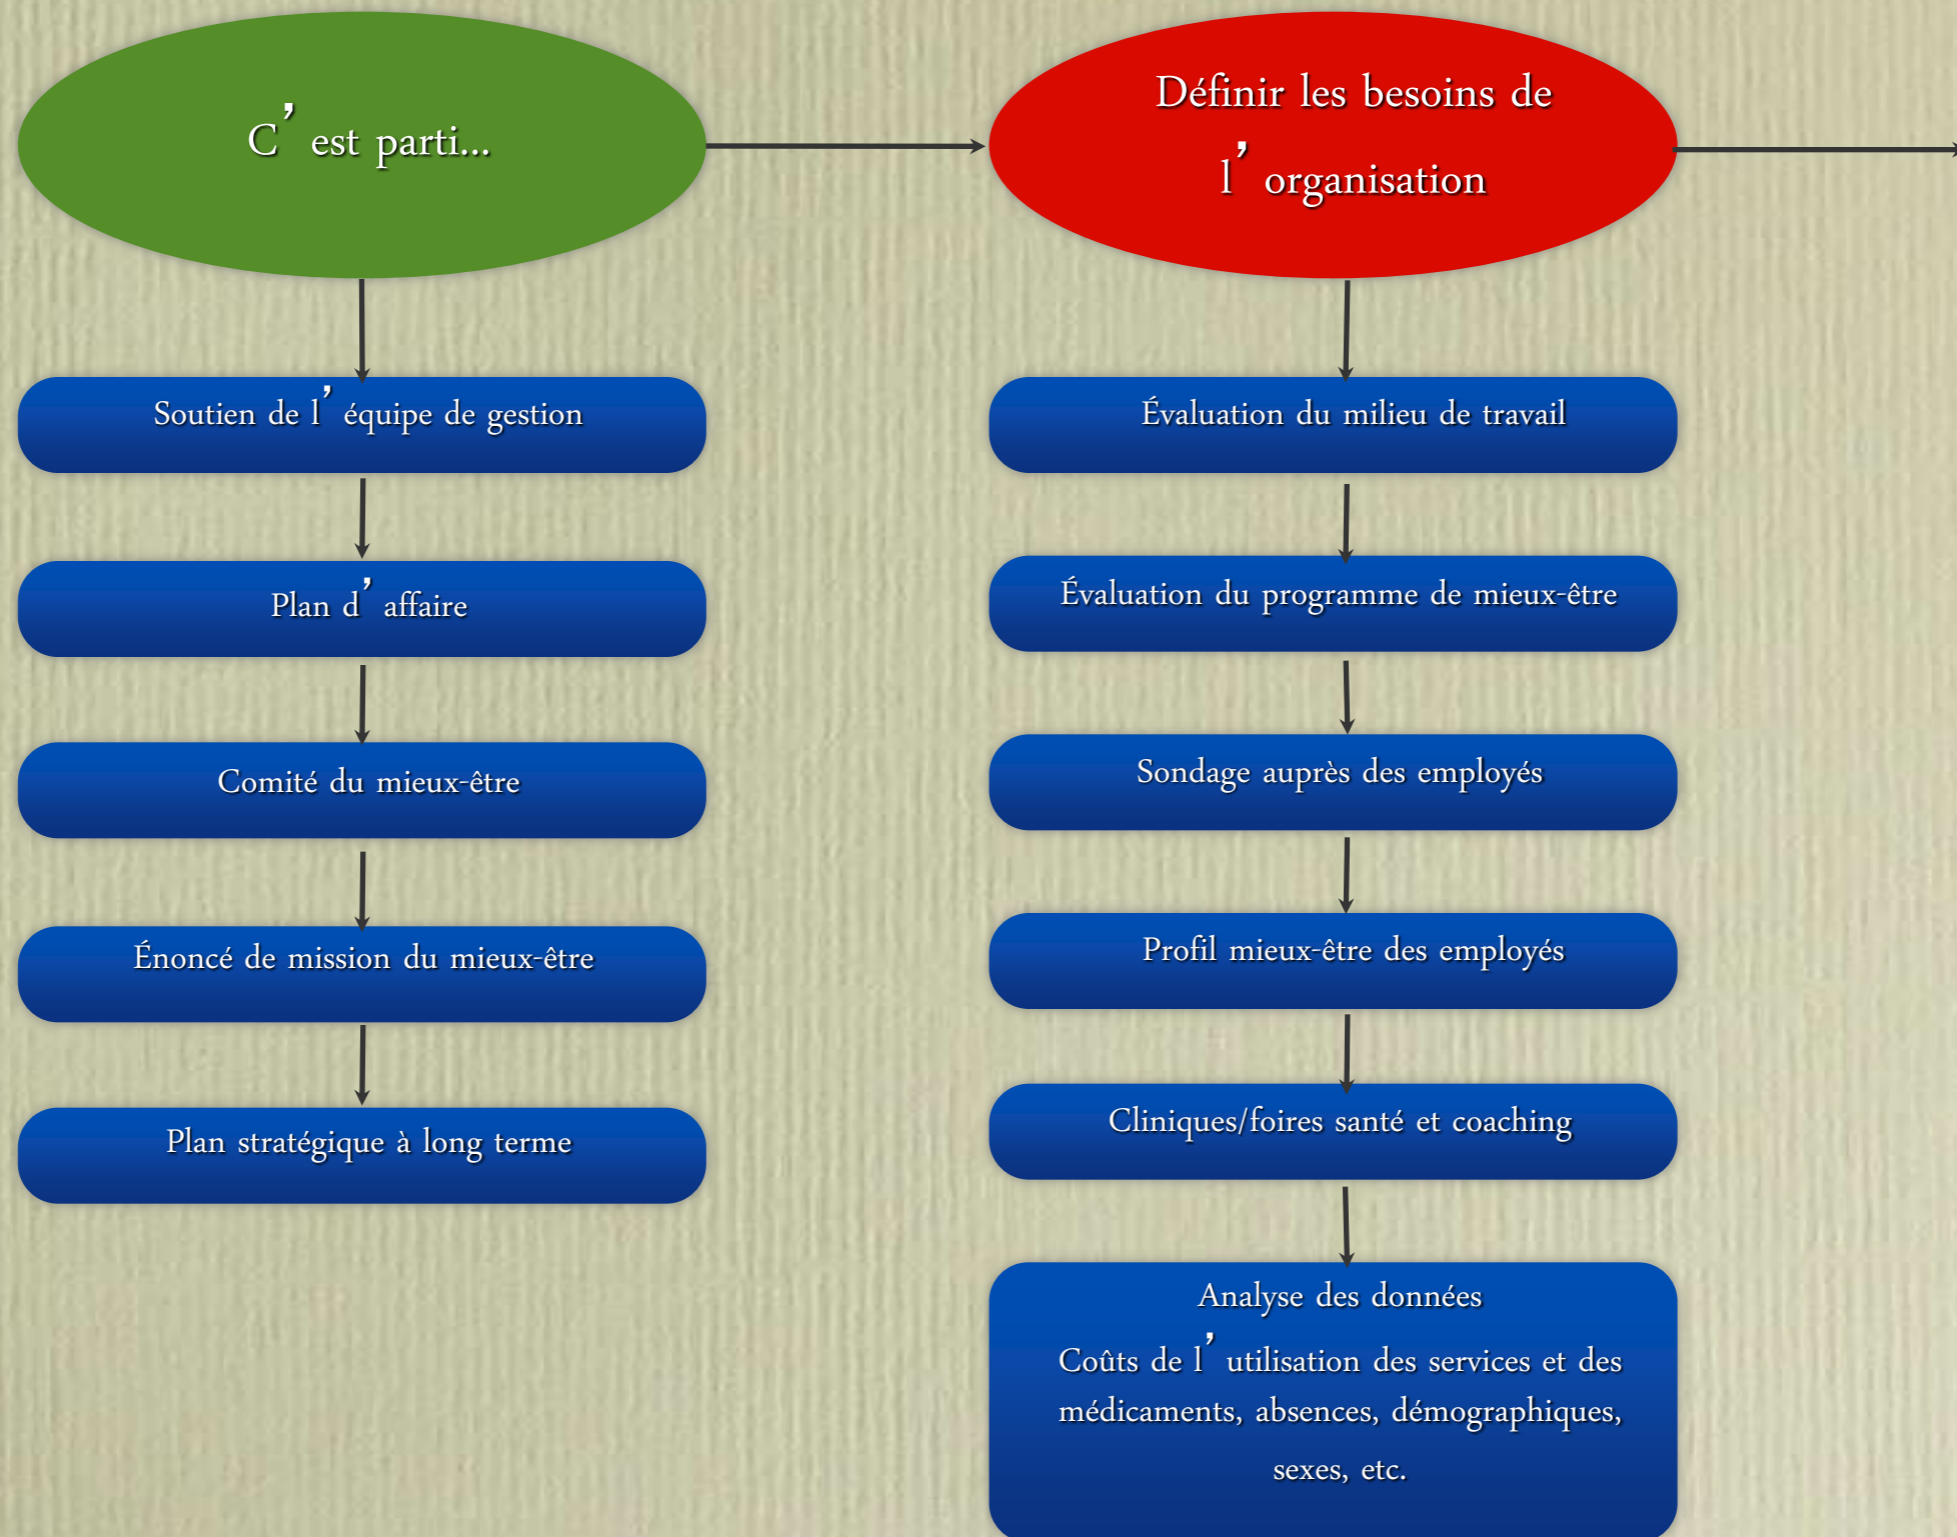 C’ est parti...
Soutien de l’ équipe de gestion
Plan d’ affaire
Comité du mieux-être
Énoncé de mission du mieux-être
Plan stratégique à long terme
Définir les besoins de
l’ organisation
Évaluation du milieu de travail
Évaluation du programme de mieux-être
Sondage auprès des employés
Profil mieux-être des employés
Cliniques/foires santé et coaching
Analyse des données
Coûts de l’ utilisation des services et des
médicaments, absences, démographiques,
sexes, etc.